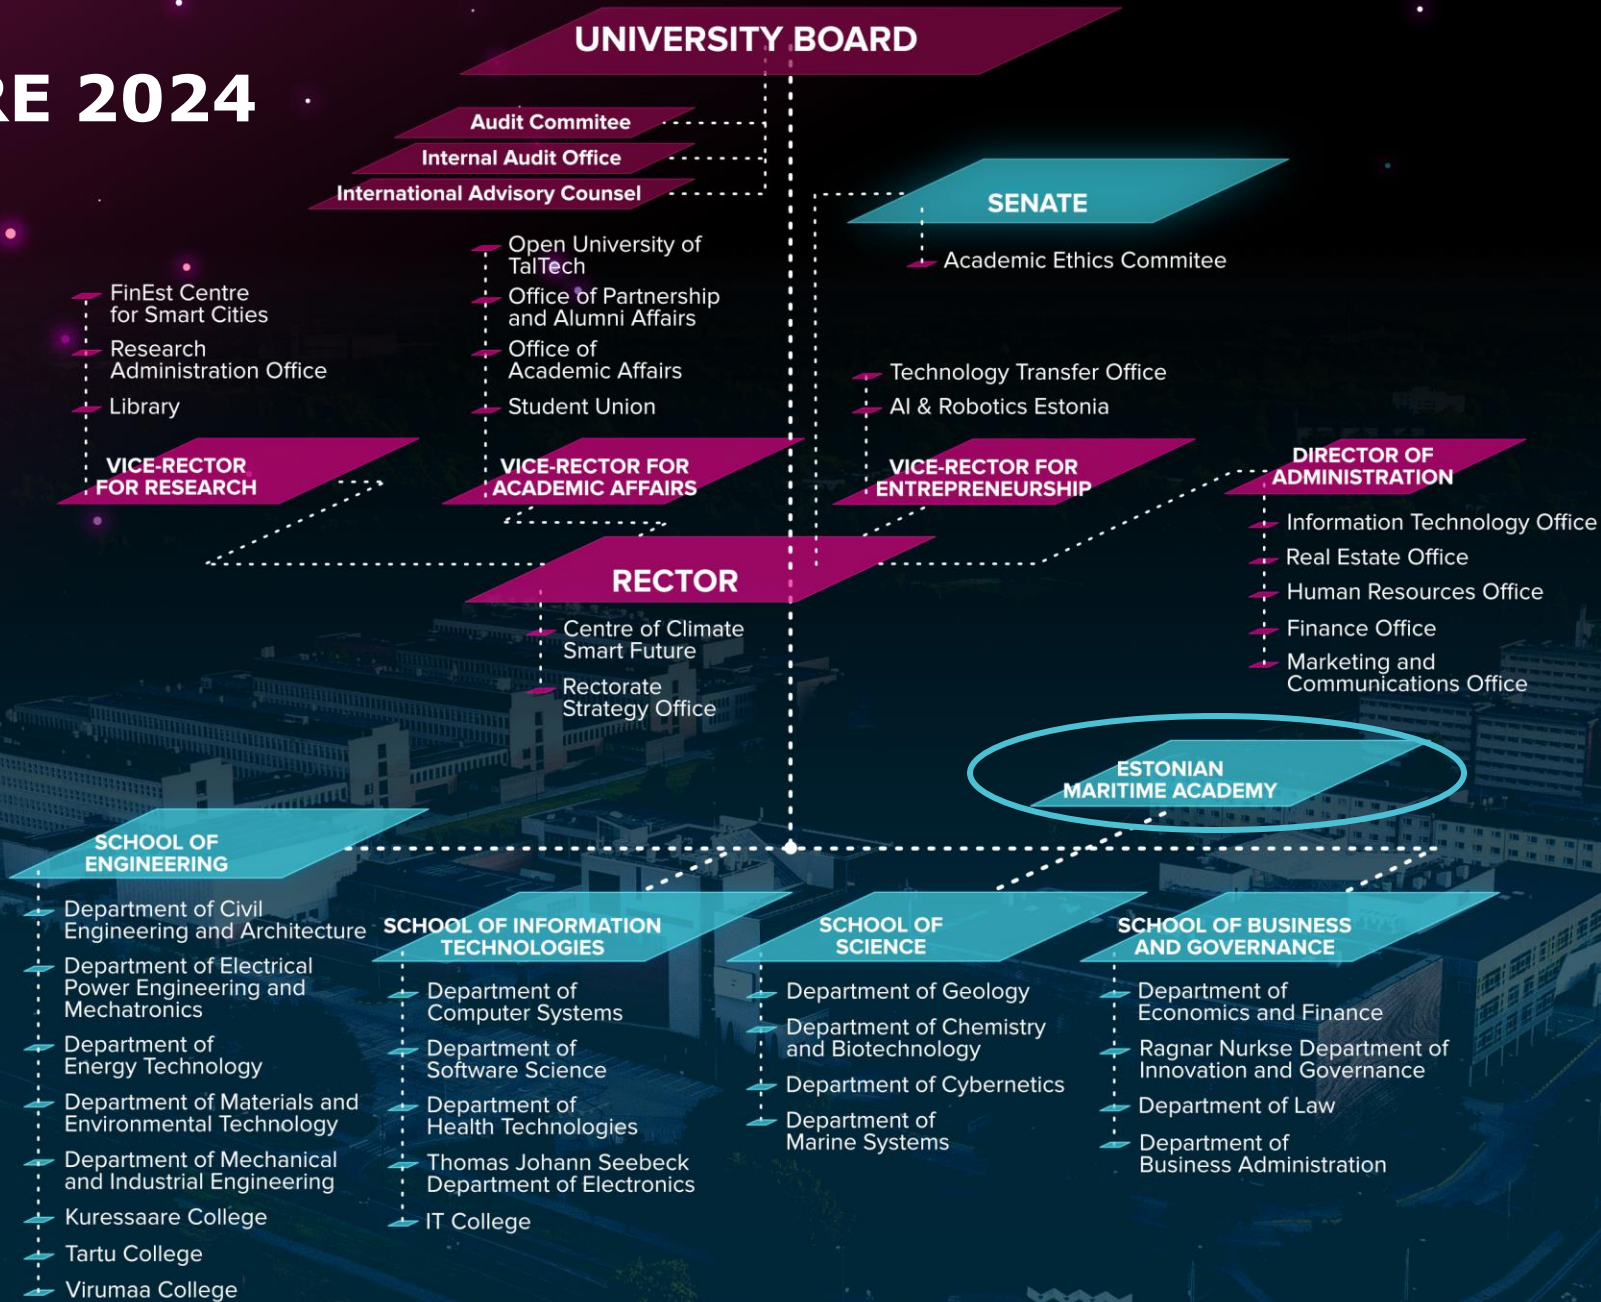 UNIVERSITY BOARD
RE 2024
Audit Commitee
Internal Audit Office
International Advisory Counsel
SENATE
Academic Ethics Commitee
FinEst Centre
for Smart Cities
Research
Administration Office
Library
VICE-RECTOR
FOR RESEARCH
Open University of
TalTech
Office of Partnership
and Alumni Affairs
Office of
Academic Affairs
Student Union
VICE-RECTOR FOR
ACADEMIC AFFAIRS
Technology Transfer Office
AI & Robotics Estonia
VICE-RECTOR FOR
ENTREPRENEURSHIP
DIRECTOR OF
ADMINISTRATION
Information Technology Office
Real Estate Office
Human Resources Office
Finance Office
Marketing and
Communications Office
RECTOR
Centre of Climate
Smart Future
Rectorate
Strategy Office
ESTONIAN
MARITIME ACADEMY
SCHOOL OF
ENGINEERING
Department of Civil
Engineering and Architecture
Department of Electrical
Power Engineering and
Mechatronics
Department of
Energy Technology
Department of Materials and
Environmental Technology
Department of Mechanical
and Industrial Engineering
Kuressaare College
Tartu College
Virumaa College
SCHOOL OF INFORMATION
TECHNOLOGIES
Department of
Computer Systems
Department of
Software Science
Department of
Health Technologies
Thomas Johann Seebeck
Department of Electronics
IT College
SCHOOL OF
SCIENCE
Department of Geology
Department of Chemistry
and Biotechnology
Department of Cybernetics
Department of
Marine Systems
SCHOOL OF BUSINESS
AND GOVERNANCE
Department of
Economics and Finance
Ragnar Nurkse Department of
Innovation and Governance
Department of Law
Department of
Business Administration